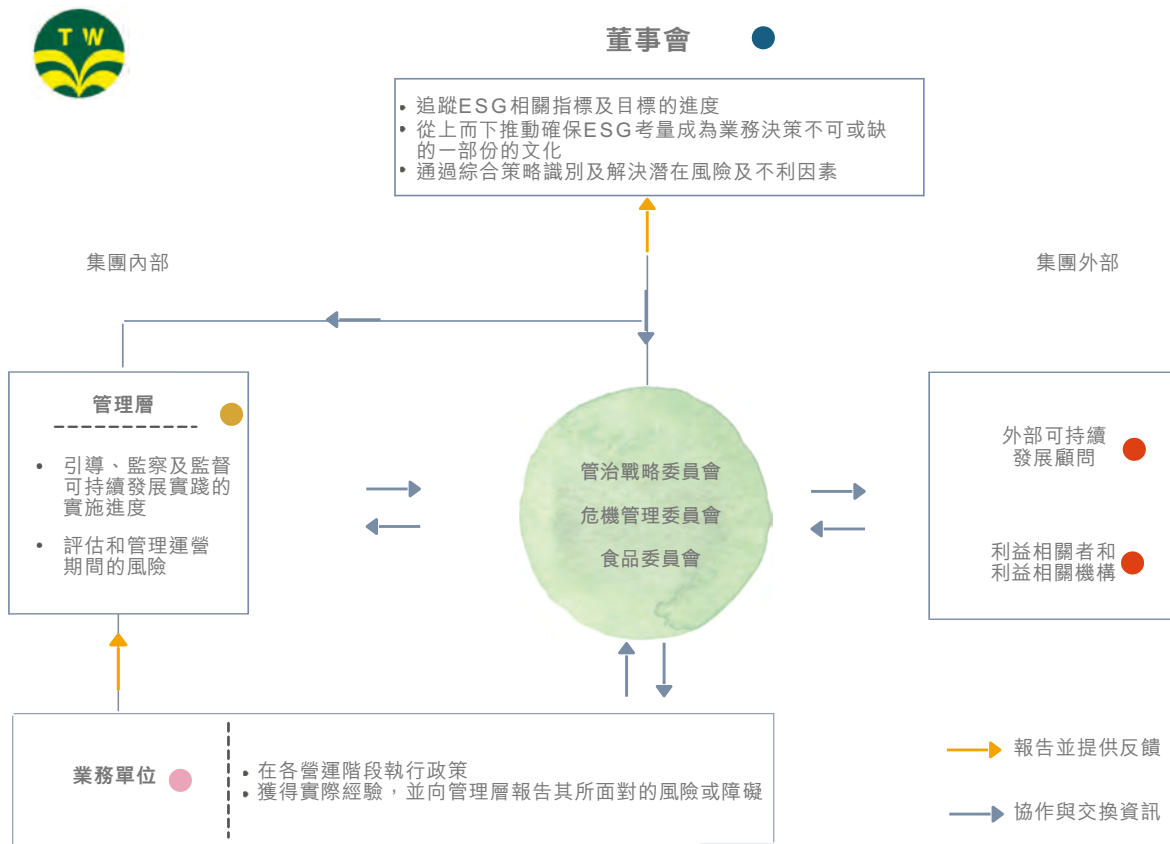 TW
董事會
• 追蹤ESG相關指標及目標的進度
• 從上而下推動確保ESG考量成為業務決策不可或缺
的一部份的文化
• 通過綜合策略識別及解決潛在風險及不利因素
集團內部
集團外部
管理層
• 引導、監察及監督
可持續發展實踐的
實施進度
• 評估和管理運營
期間的風險
管治戰略委員會
危機管理委員會
食品委員會
外部可持續
發展顧問
利益相關者和
利益相關機構
業務單位
• 在各營運階段執行政策
• 獲得實際經驗，並向管理層報告其所面對的風險或障礙
報告並提供反饋
協作與交換資訊